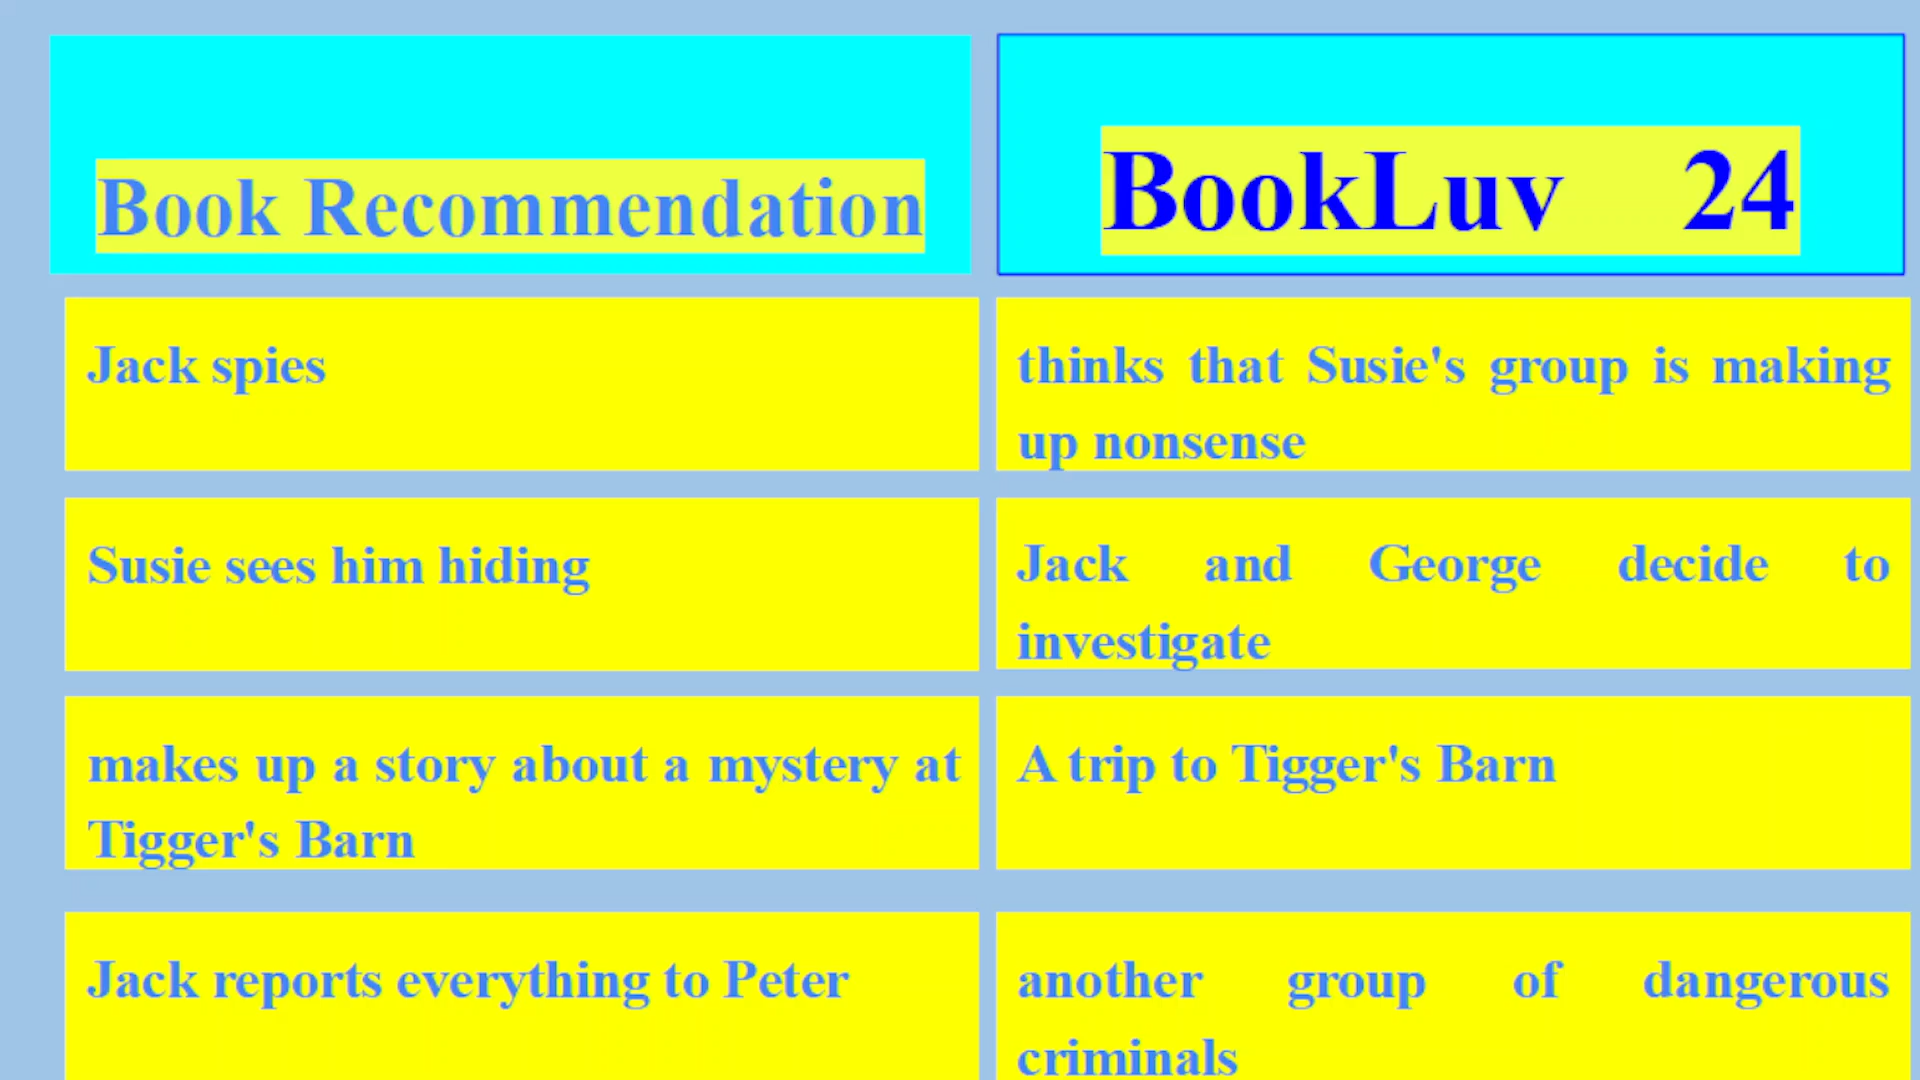 Book Recommendation
BookLuv 24
Jack spies
thinks that Susie's group is making
up nonsense
Susie sees him hiding
Jack and George decide to
investigate
makes up a story about a mystery at
Tigger's Barn
A trip to Tigger's Barn
Jack reports everything to Peter
another group of dangerous
criminals